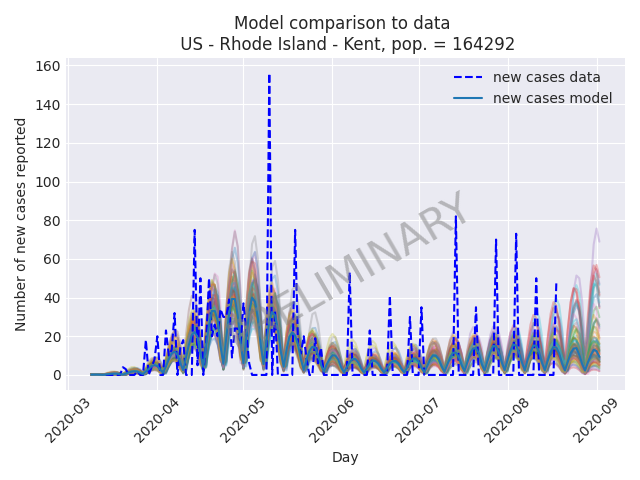 Model comparison to data
US - Rhode Island - Kent, pop. = 164292
Number of new cases reported
160
140
120
100
80
60
40
20
0
new cases data
new cases model
PRELIMINARY
2020-03
2020-04
2020-05
2020-06
2020-07
2020-08
2020-09
Day